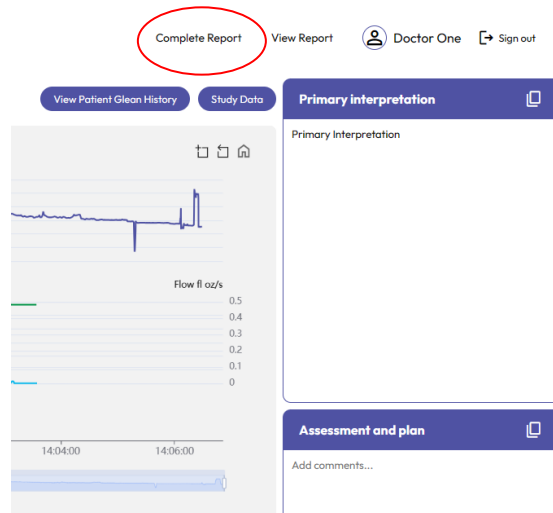 Complete Report
View Report
Doctor One
Sign out
View Patient Glean History
Study Data
Primary interpretation
Primary Interpretation
Flow fl oz/s
0.5
0.4
0.3
0.2
0.1
0
14:04:00
14:06:00
Assessment and plan
Add comments...